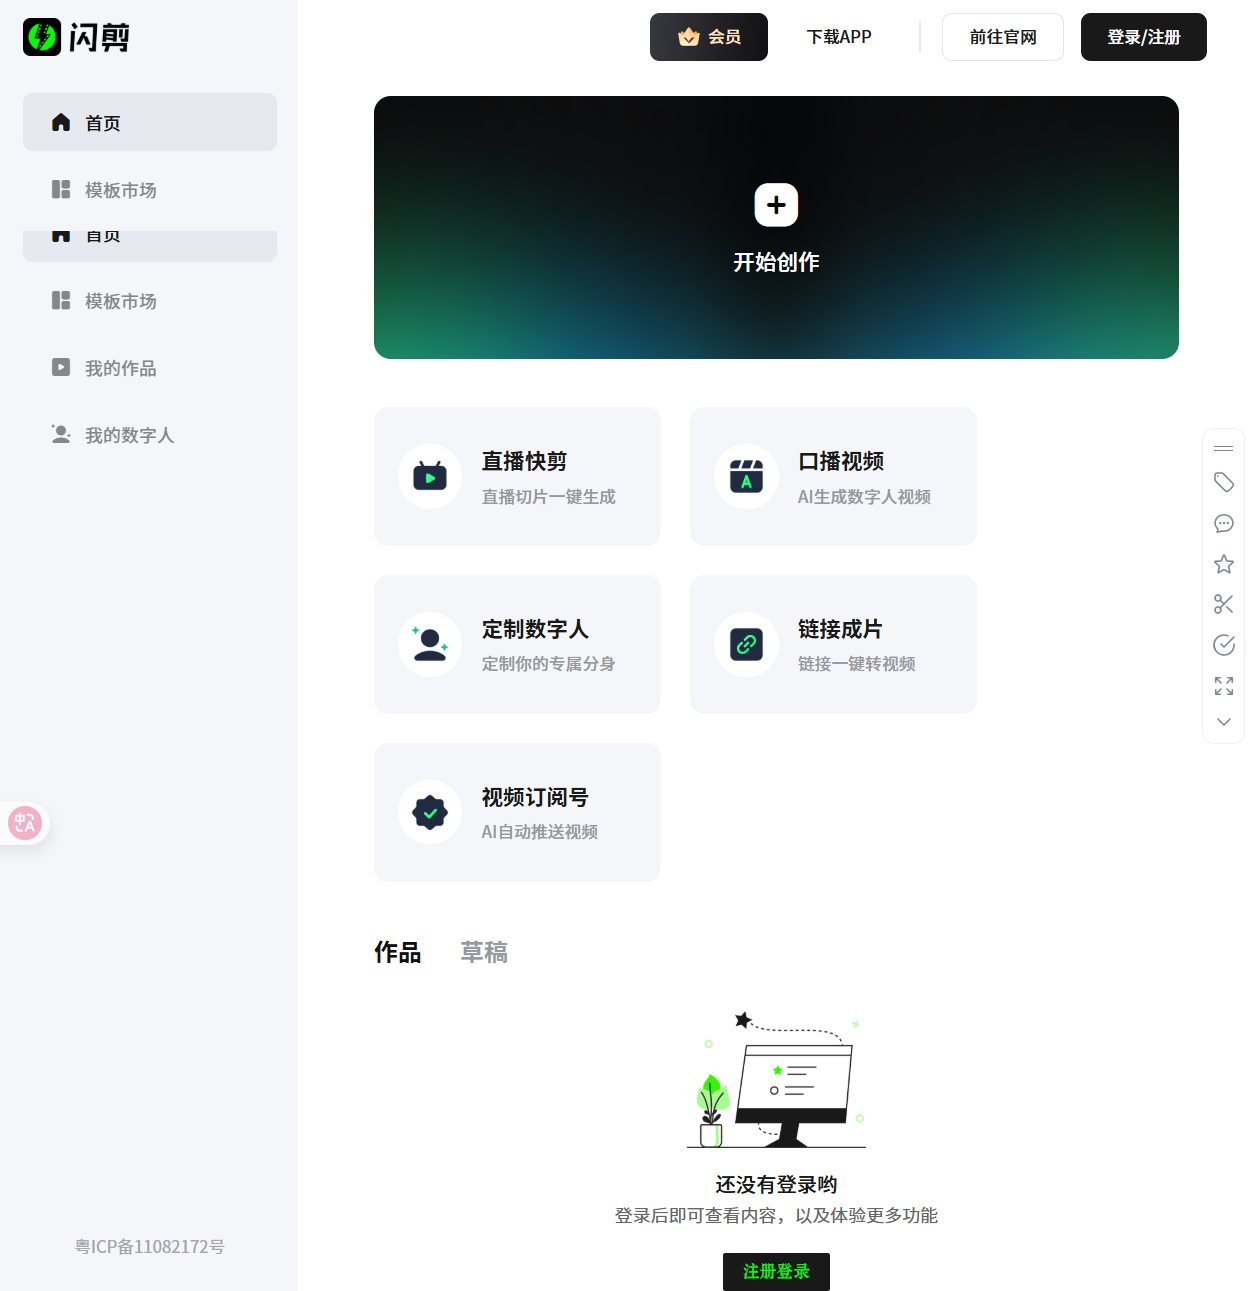 闪剪
会员
下载APP
前往官网
登录/注册
首页
模板市场
首页
模板市场
我的作品
我的数字人
开始创作
直播快剪
直播切片一键生成
口播视频
AI生成数字人视频
定制数字人
定制你的专属分身
链接成片
链接一键转视频
视频订阅号
AI自动推送视频
作品
草稿
还没有登录哟
登录后即可查看内容，以及体验更多功能
注册登录
粤ICP备11082172号